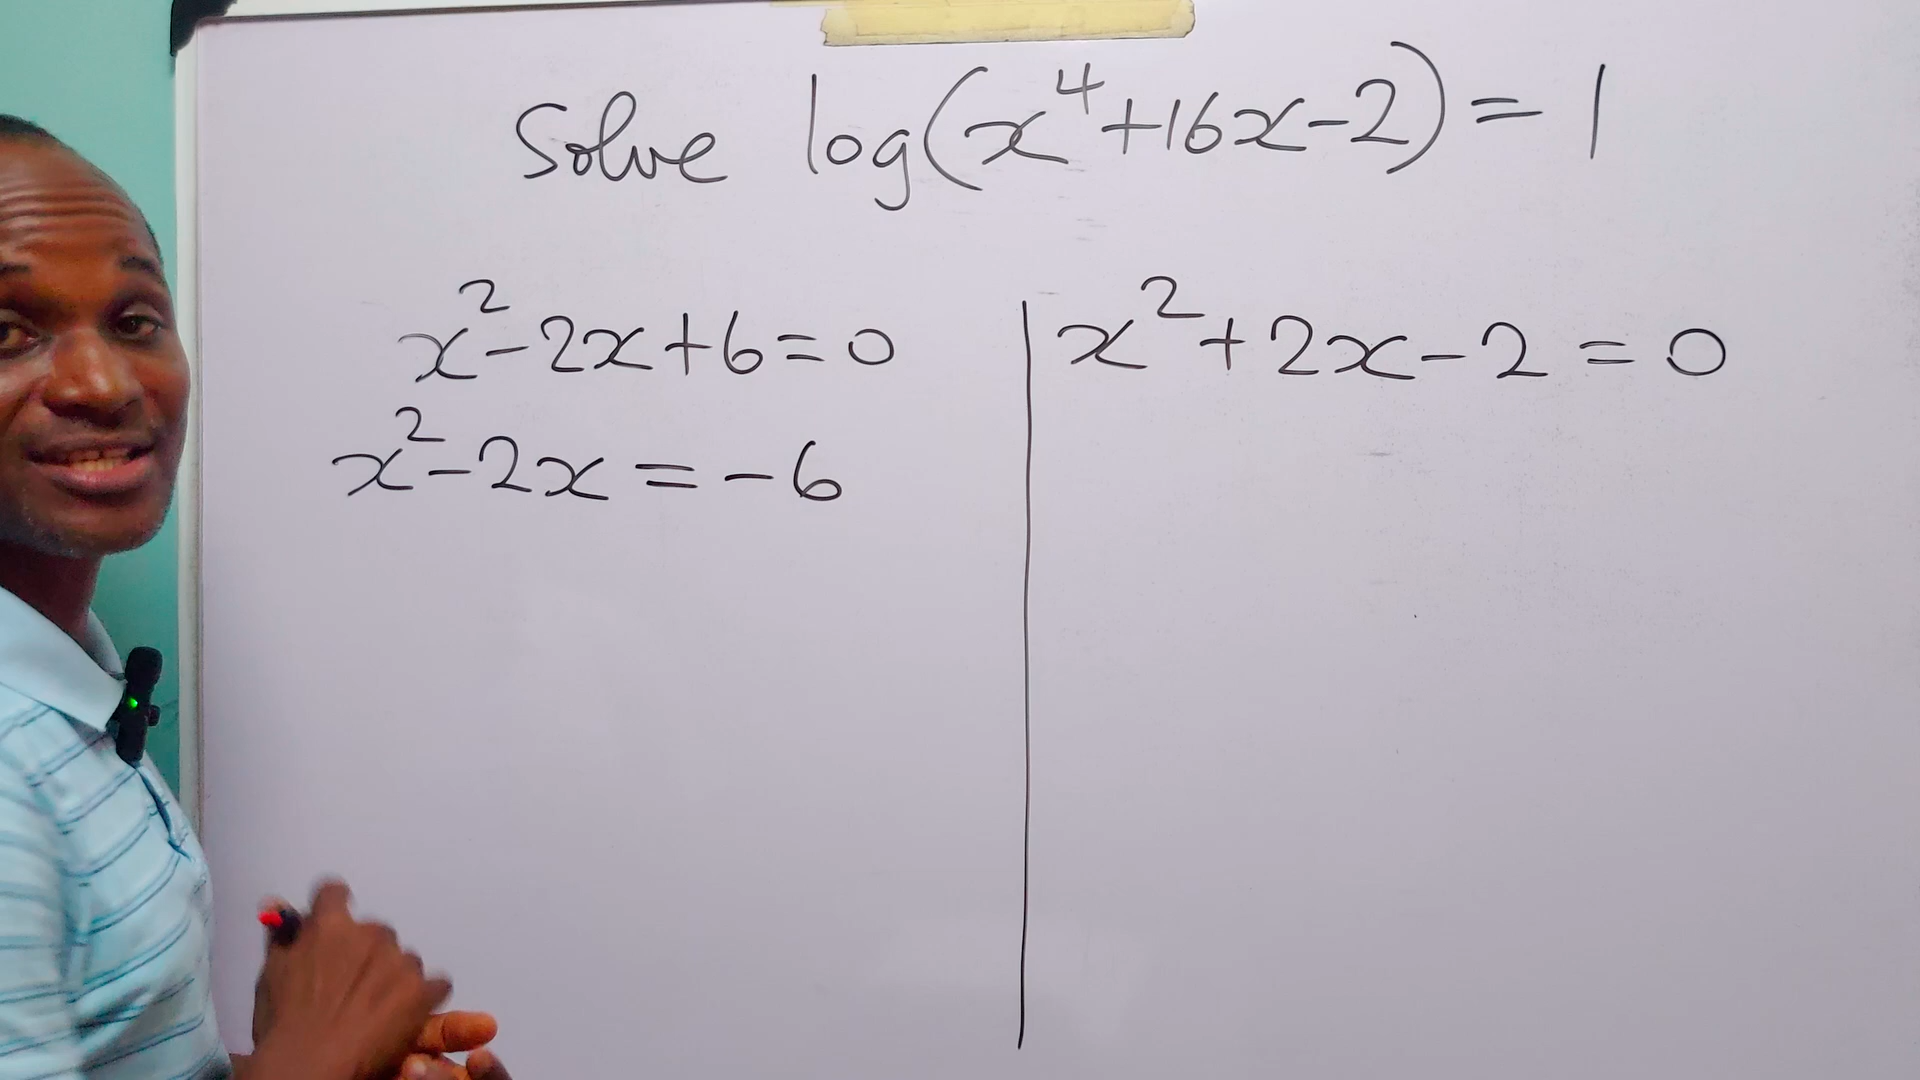 Solve log(x⁴+16x-2)=1
x²-2x+6=0
x²-2x=-6
x²+2x-2=0